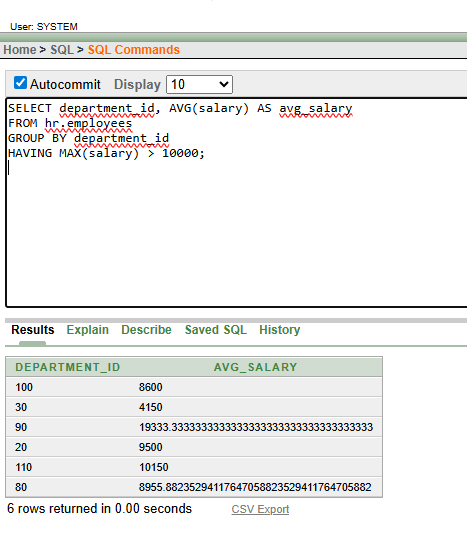 User: SYSTEM
Home > SQL > SQL Commands
Autocommit Display 10
SELECT department_id, AVG(salary) AS avg_salary
FROM hr.employees
GROUP BY department_id
HAVING MAX(salary) > 10000;
Results Explain Describe Saved SQL History
DEPARTMENT_ID AVG_SALARY
100 8600
30 4150
90 19333.3333333333333333333333333333333333
20 9500
110 10150
80 8955.88235294117647058823529411764705882
6 rows returned in 0.00 seconds CSV Export